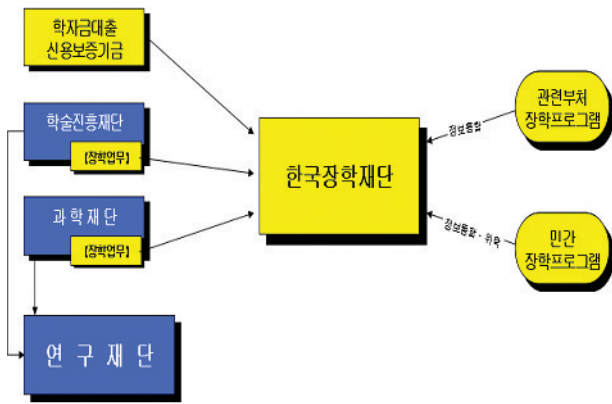 학자금대출
신용보증기금
학술진흥재단
[장학업무]
과학재단
[장학업무]
연구재단
한국장학재단
정보통합
관련부처
장학프로그램
정보통합·위탁
민간
장학프로그램